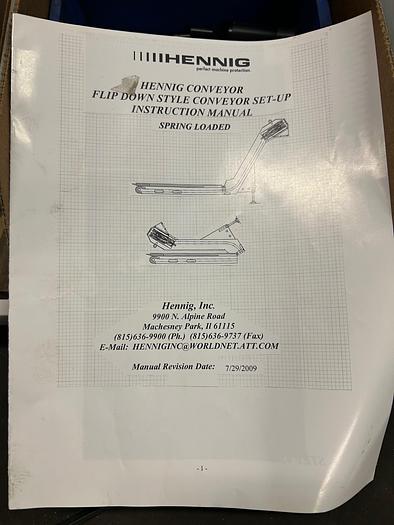 HENNIG
perfect machine protection
HENNIG CONVEYOR
FLIP DOWN STYLE CONVEYOR SET-UP
INSTRUCTION MANUAL
SPRING LOADED
Hennig, Inc.
9900 N. Alpine Road
Machesney Park, Il 61115
(815)636-9900 (Ph.) (815)636-9737 (Fax)
E-Mail: HENNIGINC@WORLDNET.ATT.COM
Manual Revision Date: 7/29/2009
- 1 -